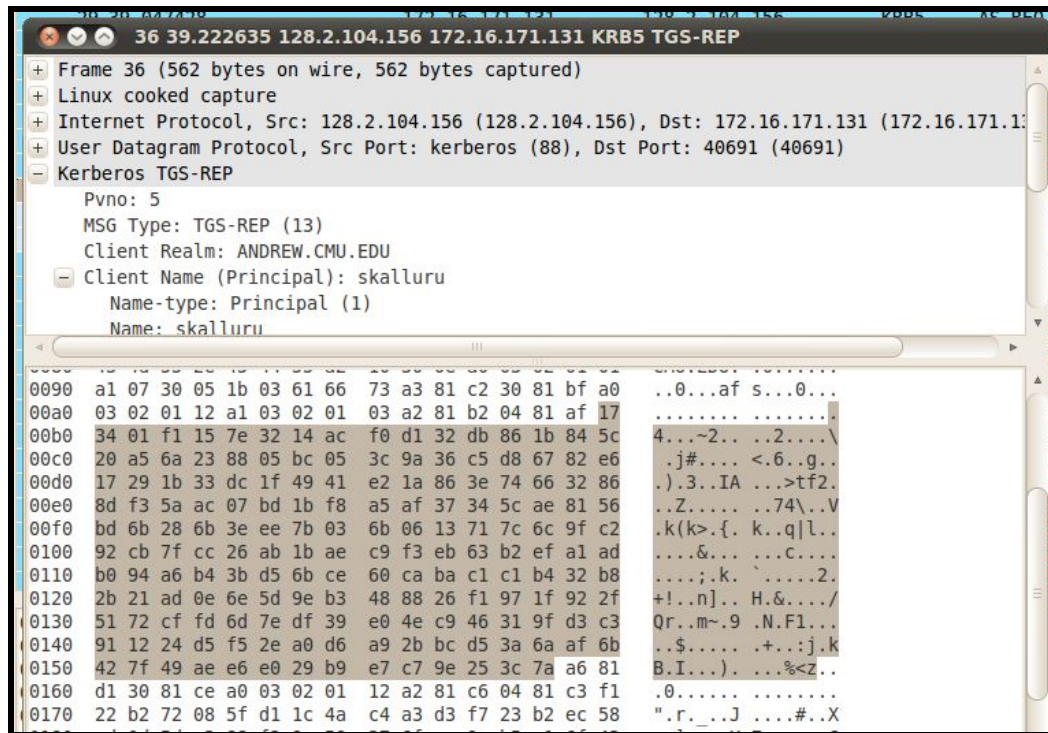 36 39.222635 128.2.104.156 172.16.171.131 KRB5 TGS-REP
Frame 36 (562 bytes on wire, 562 bytes captured)
Linux cooked capture
Internet Protocol, Src: 128.2.104.156 (128.2.104.156), Dst: 172.16.171.131 (172.16.171.13
User Datagram Protocol, Src Port: kerberos (88), Dst Port: 40691 (40691)
Kerberos TGS-REP
Pvno: 5
MSG Type: TGS-REP (13)
Client Realm: ANDREW.CMU.EDU
Client Name (Principal): skalluru
Name-type: Principal (1)
Name: skalluru
0090 a1 07 30 05 1b 03 61 66 73 a3 81 c2 30 81 bf a0 ..0...af s...0...
00a0 03 02 01 12 a1 03 02 01 03 a2 81 b2 04 81 af 17 ........ ........
00b0 34 01 f1 15 7e 32 14 ac f0 d1 32 db 86 1b 84 5c 4...~2.. ..2....\
00c0 20 a5 6a 23 88 05 bc 05 3c 9a 36 c5 d8 67 82 e6 .j#.... <.6..g..
00d0 17 29 1b 33 dc 1f 49 41 e2 1a 86 3e 74 66 32 86 .).3..IA ...>tf2.
00e0 8d f3 5a ac 07 bd 1b f8 a5 af 37 34 5c ae 81 56 ..Z..... ..74\..V
00f0 bd 6b 28 6b 3e ee 7b 03 6b 06 13 71 7c 6c 9f c2 .k(k>.{. k..q|l..
0100 92 cb 7f cc 26 ab 1b ae c9 f3 eb 63 b2 ef a1 ad ....&... ...c....
0110 b0 94 a6 b4 3b d5 6b ce 60 ca ba c1 c1 b4 32 b8 ....;.k. `.....2.
0120 2b 21 ad 0e 6e 5d 9e b3 48 88 26 f1 97 1f 92 2f +!..n].. H.&..../
0130 51 72 cf fd 6d 7e df 39 e0 4e c9 46 31 9f d3 c3 Qr..m~.9 .N.F1...
0140 91 12 24 d5 f5 2e a0 d6 a9 2b bc d5 3a 6a af 6b ..$..... .+..:j.k
0150 42 7f 49 ae e6 e0 29 b9 e7 c7 9e 25 3c 7a a6 81 B.I...). ...%<z..
0160 d1 30 81 ce a0 03 02 01 12 a2 81 c6 04 81 c3 f1 .0...... ........
0170 22 b2 72 08 5f d1 1c 4a c4 a3 d3 f7 23 b2 ec 58 ".r._..J ....#..X